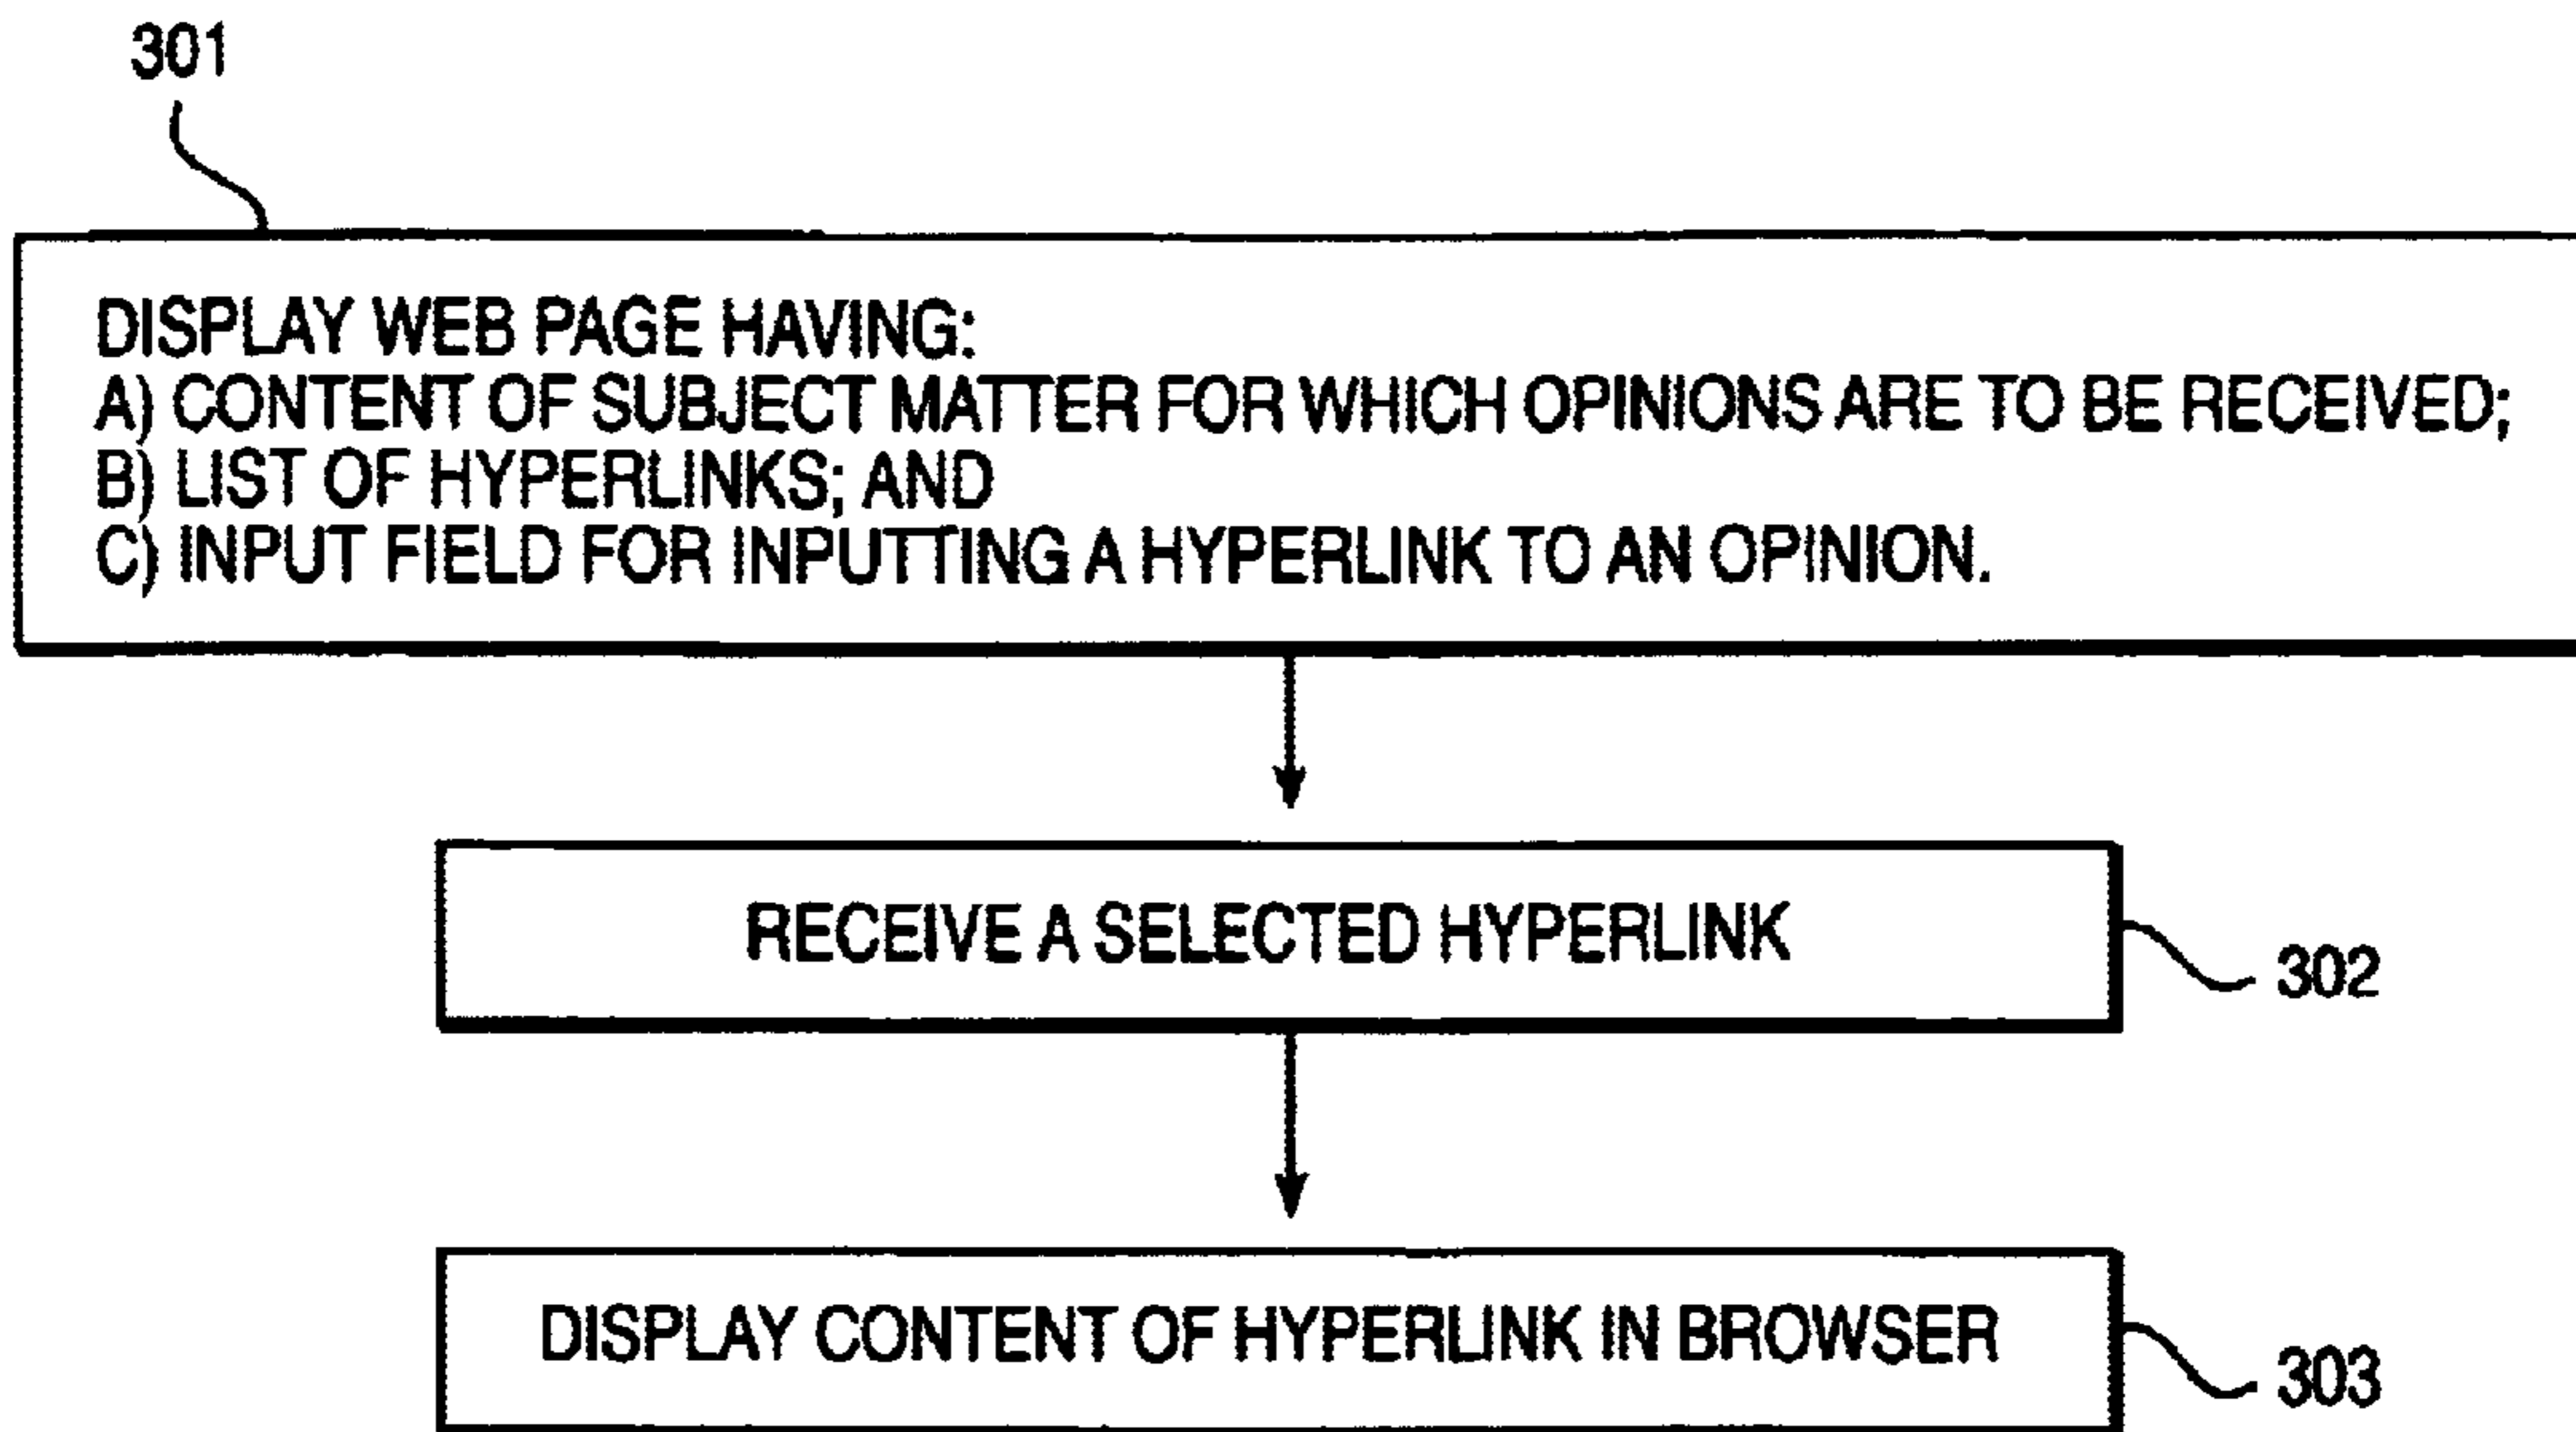 301
DISPLAY WEB PAGE HAVING:
A) CONTENT OF SUBJECT MATTER FOR WHICH OPINIONS ARE TO BE RECEIVED;
B) LIST OF HYPERLINKS; AND
C) INPUT FIELD FOR INPUTTING A HYPERLINK TO AN OPINION.
RECEIVE A SELECTED HYPERLINK
302
DISPLAY CONTENT OF HYPERLINK IN BROWSER
303